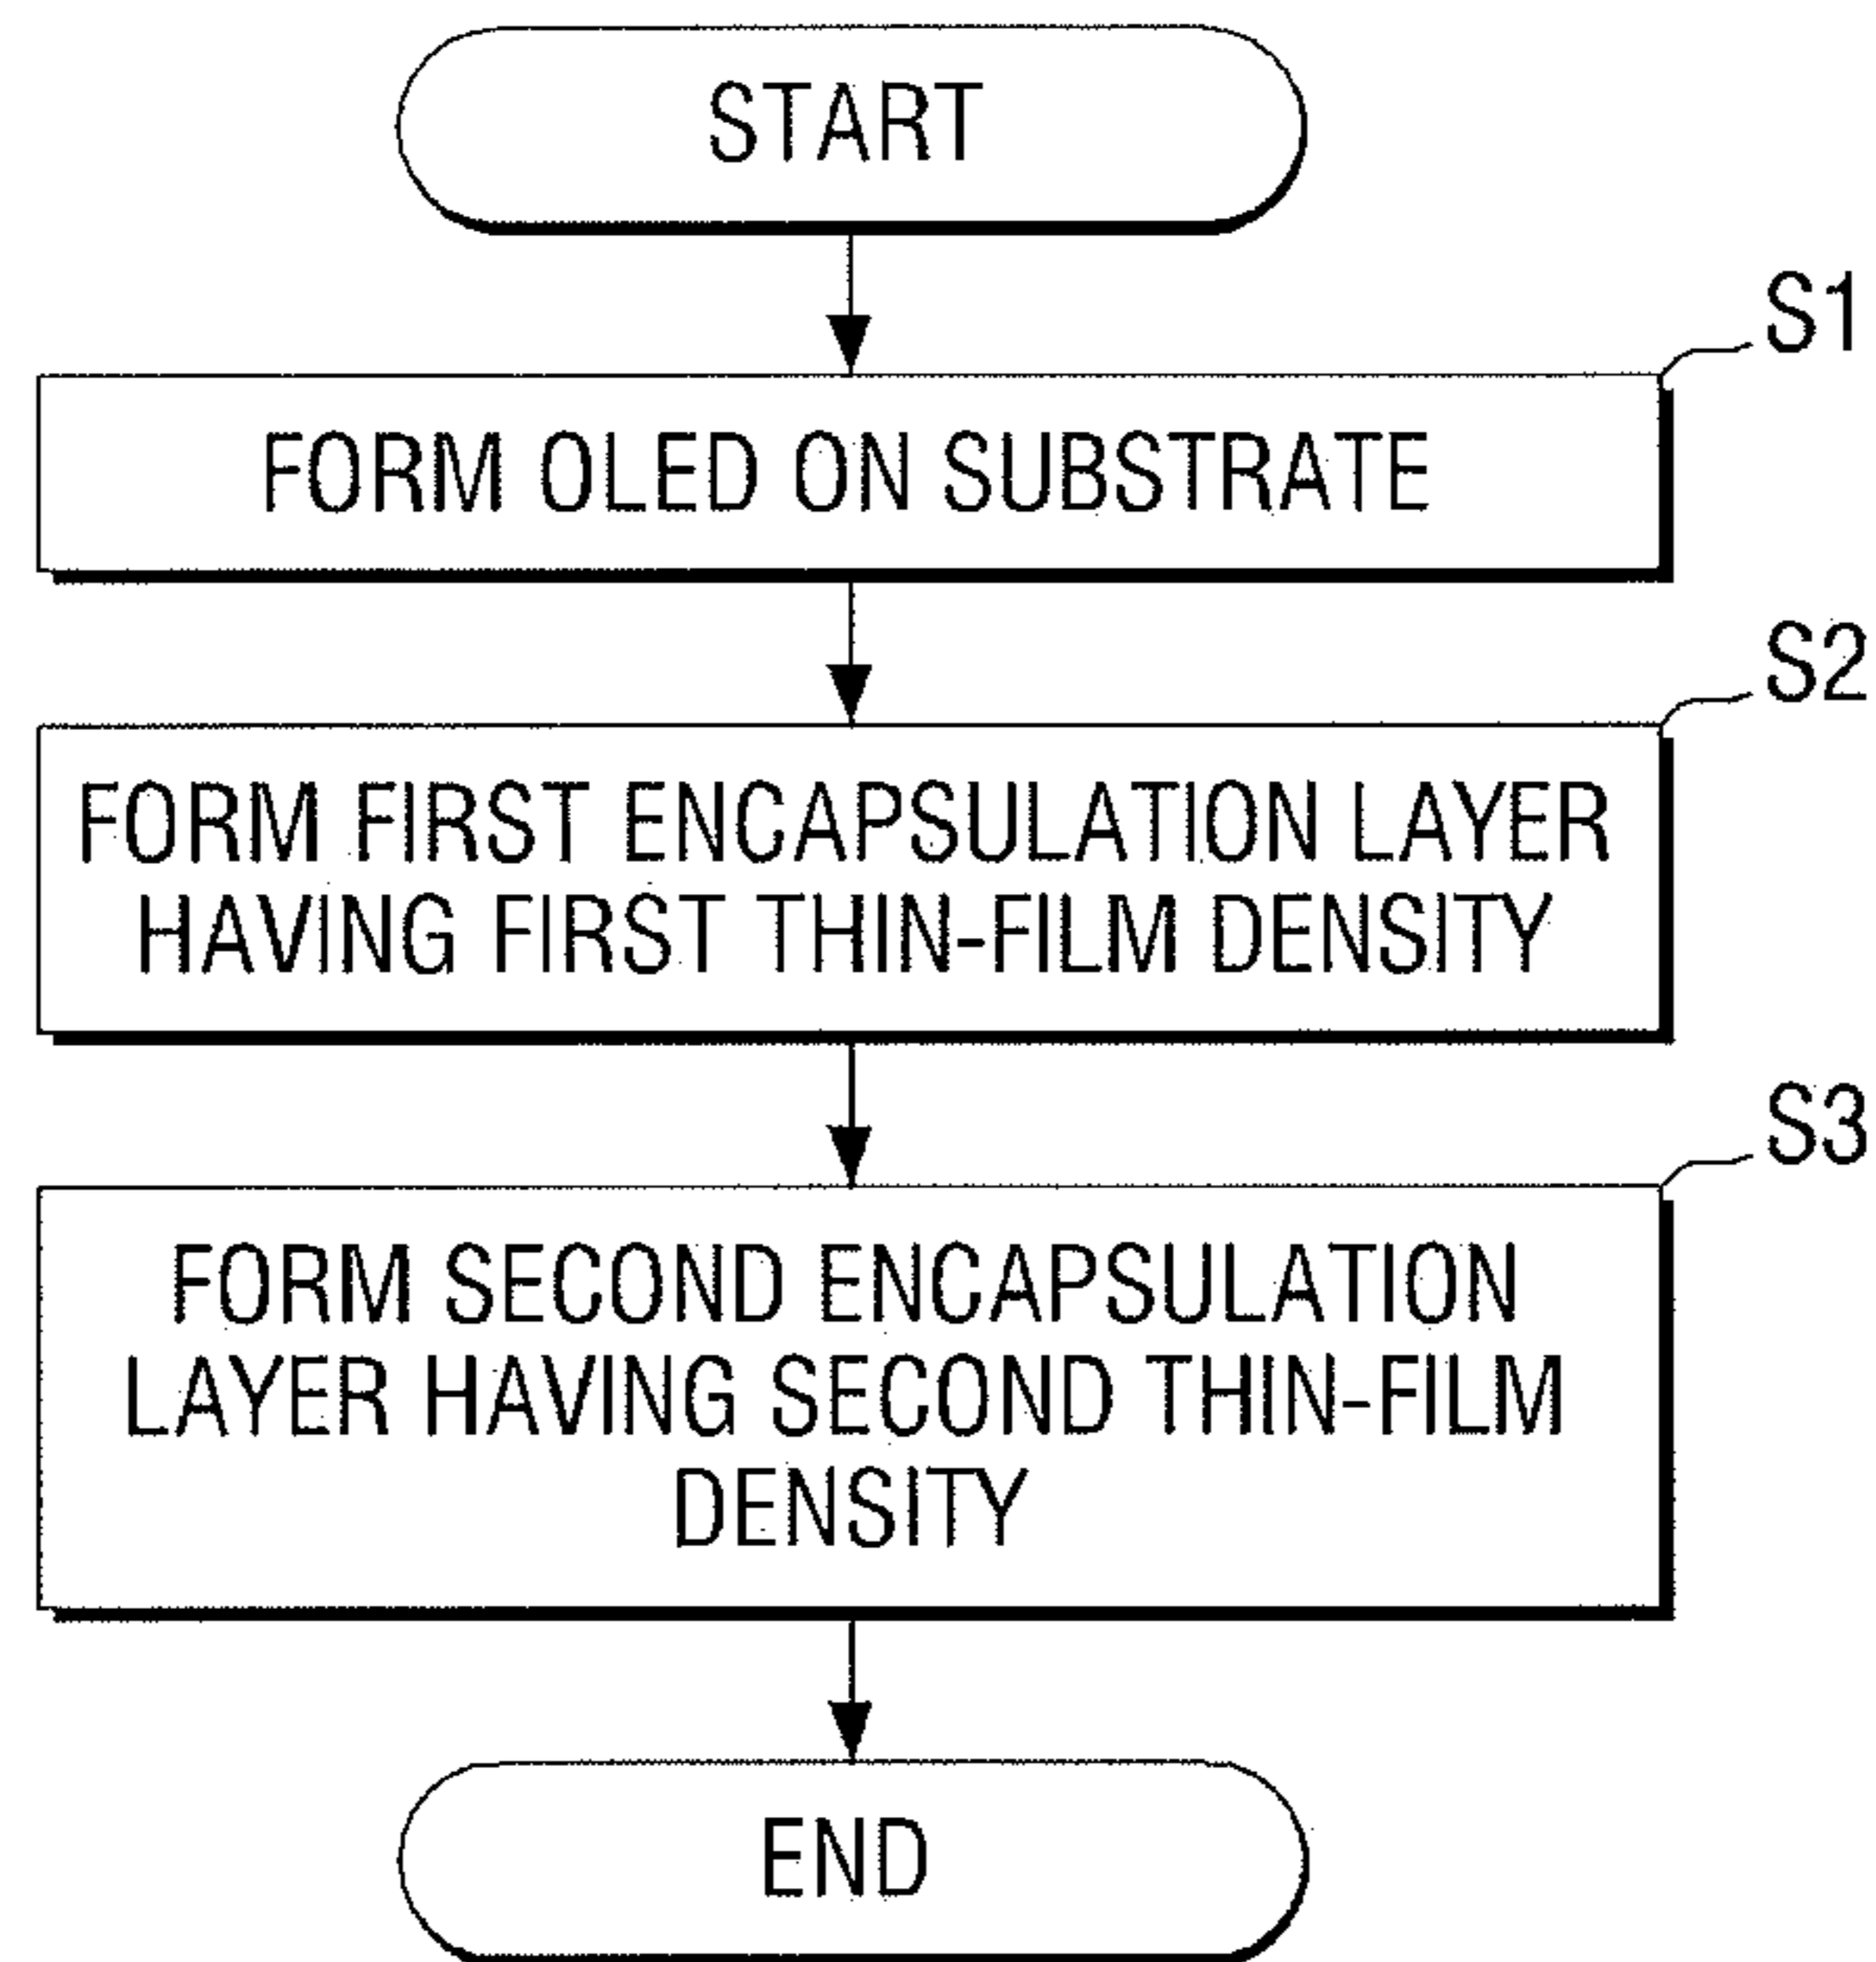 START
S1
FORM OLED ON SUBSTRATE
S2
FORM FIRST ENCAPSULATION LAYER
HAVING FIRST THIN-FILM DENSITY
S3
FORM SECOND ENCAPSULATION
LAYER HAVING SECOND THIN-FILM
DENSITY
END